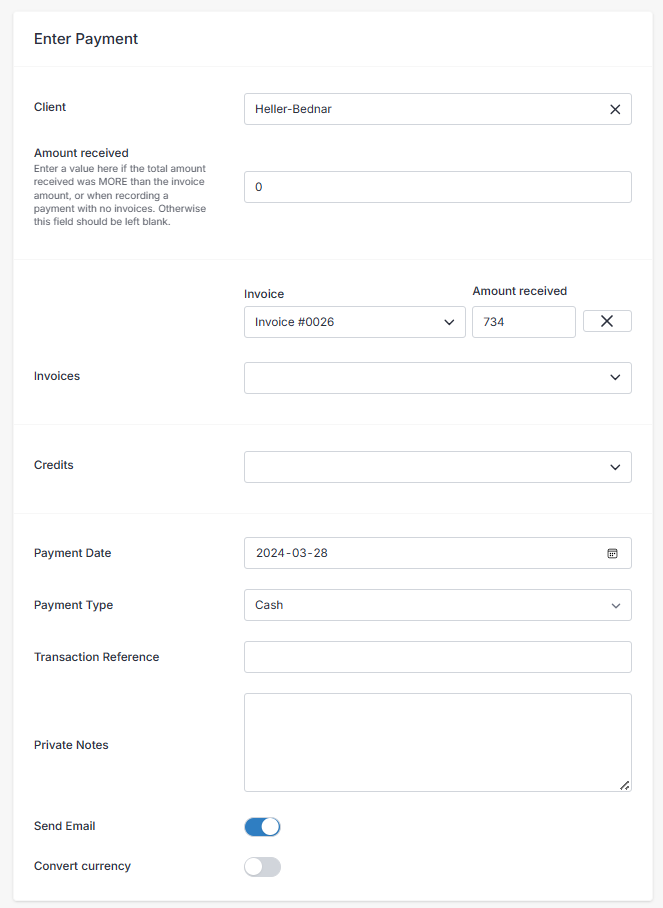 Enter Payment
Client
Heller-Bednar
Amount received
Enter a value here if the total amount
received was MORE than the invoice
amount, or when recording a
payment with no invoices. Otherwise
this field should be left blank.
0
Invoice
Amount received
Invoice #0026
734
Invoices
Credits
Payment Date
2024-03-28
Payment Type
Cash
Transaction Reference
Private Notes
Send Email
Convert currency